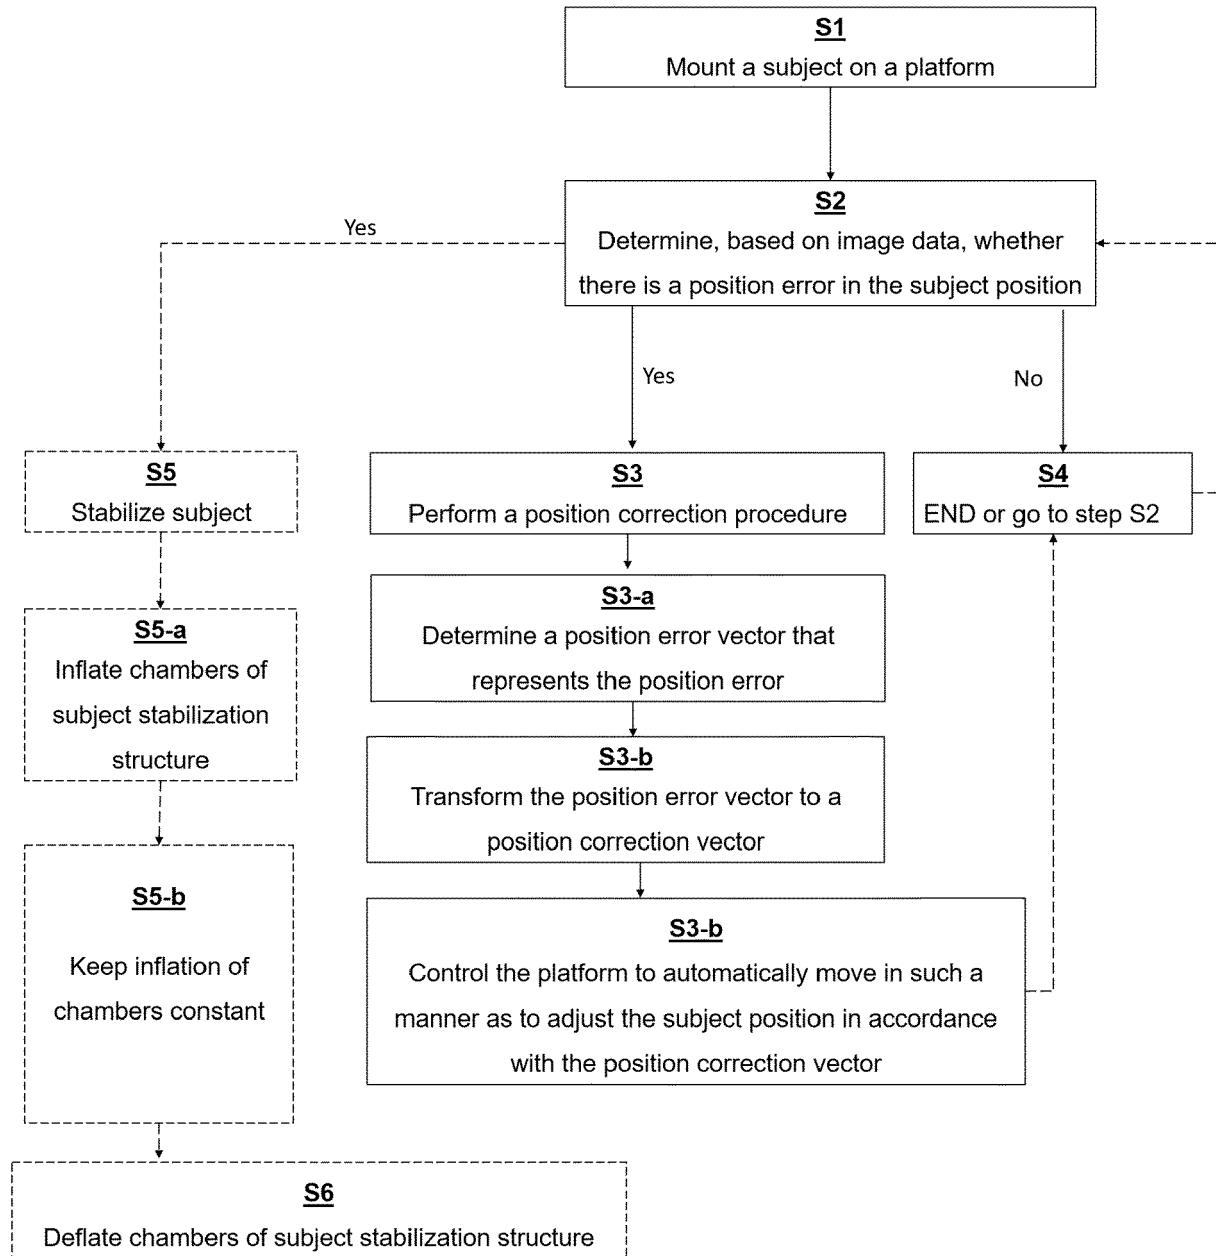 S1
Mount a subject on a platform
S2
Determine, based on image data, whether
there is a position error in the subject position
Yes
Yes
No
S5
Stabilize subject
S3
Perform a position correction procedure
S4
END or go to step S2
S5-a
Inflate chambers of
subject stabilization
structure
S3-a
Determine a position error vector that
represents the position error
S3-b
Transform the position error vector to a
position correction vector
S5-b
Keep inflation of
chambers constant
S3-b
Control the platform to automatically move in such a
manner as to adjust the subject position in accordance
with the position correction vector
S6
Deflate chambers of subject stabilization structure